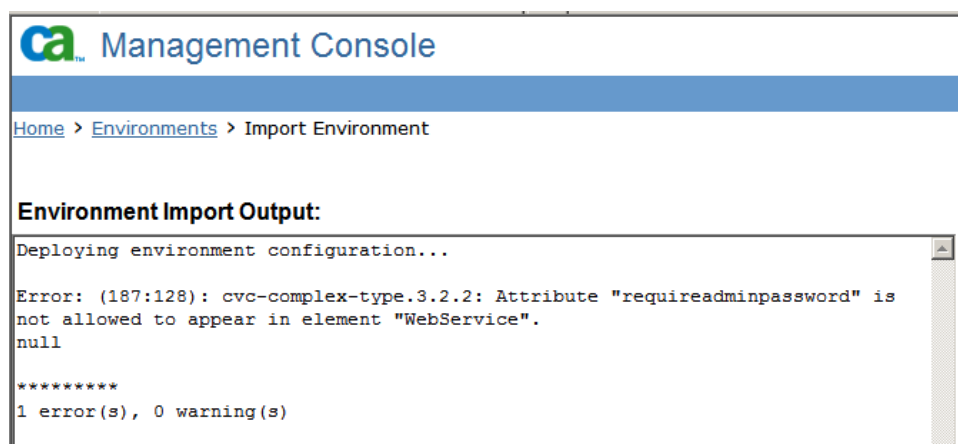 ca™ Management Console
Home > Environments > Import Environment
Environment Import Output:
Deploying environment configuration...
Error: (187:128): cvc-complex-type.3.2.2: Attribute "requireadminpassword" is
not allowed to appear in element "WebService".
null
*********
1 error(s), 0 warning(s)